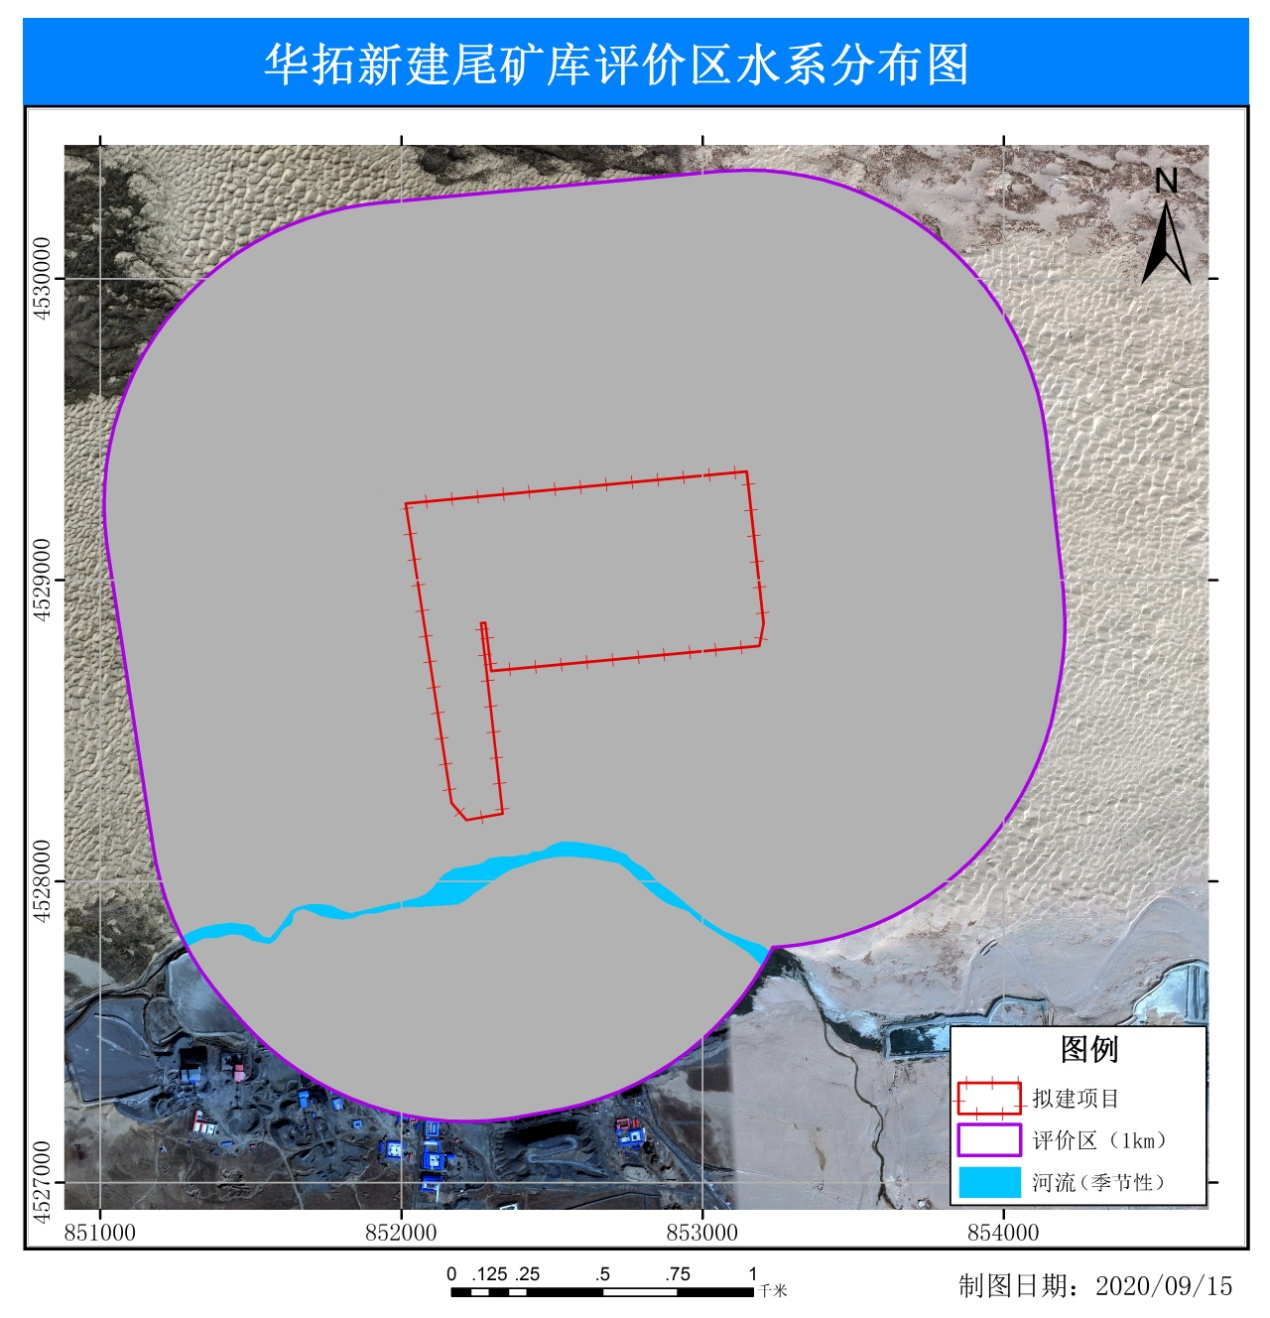 华拓新建尾矿库评价区水系分布图
N
4530000
4529000
4528000
4527000
851000 852000 853000 854000
图例
拟建项目
评价区（1km）
河流（季节性）
0 .125 .25 .5 .75 1
千米
制图日期：2020/09/15